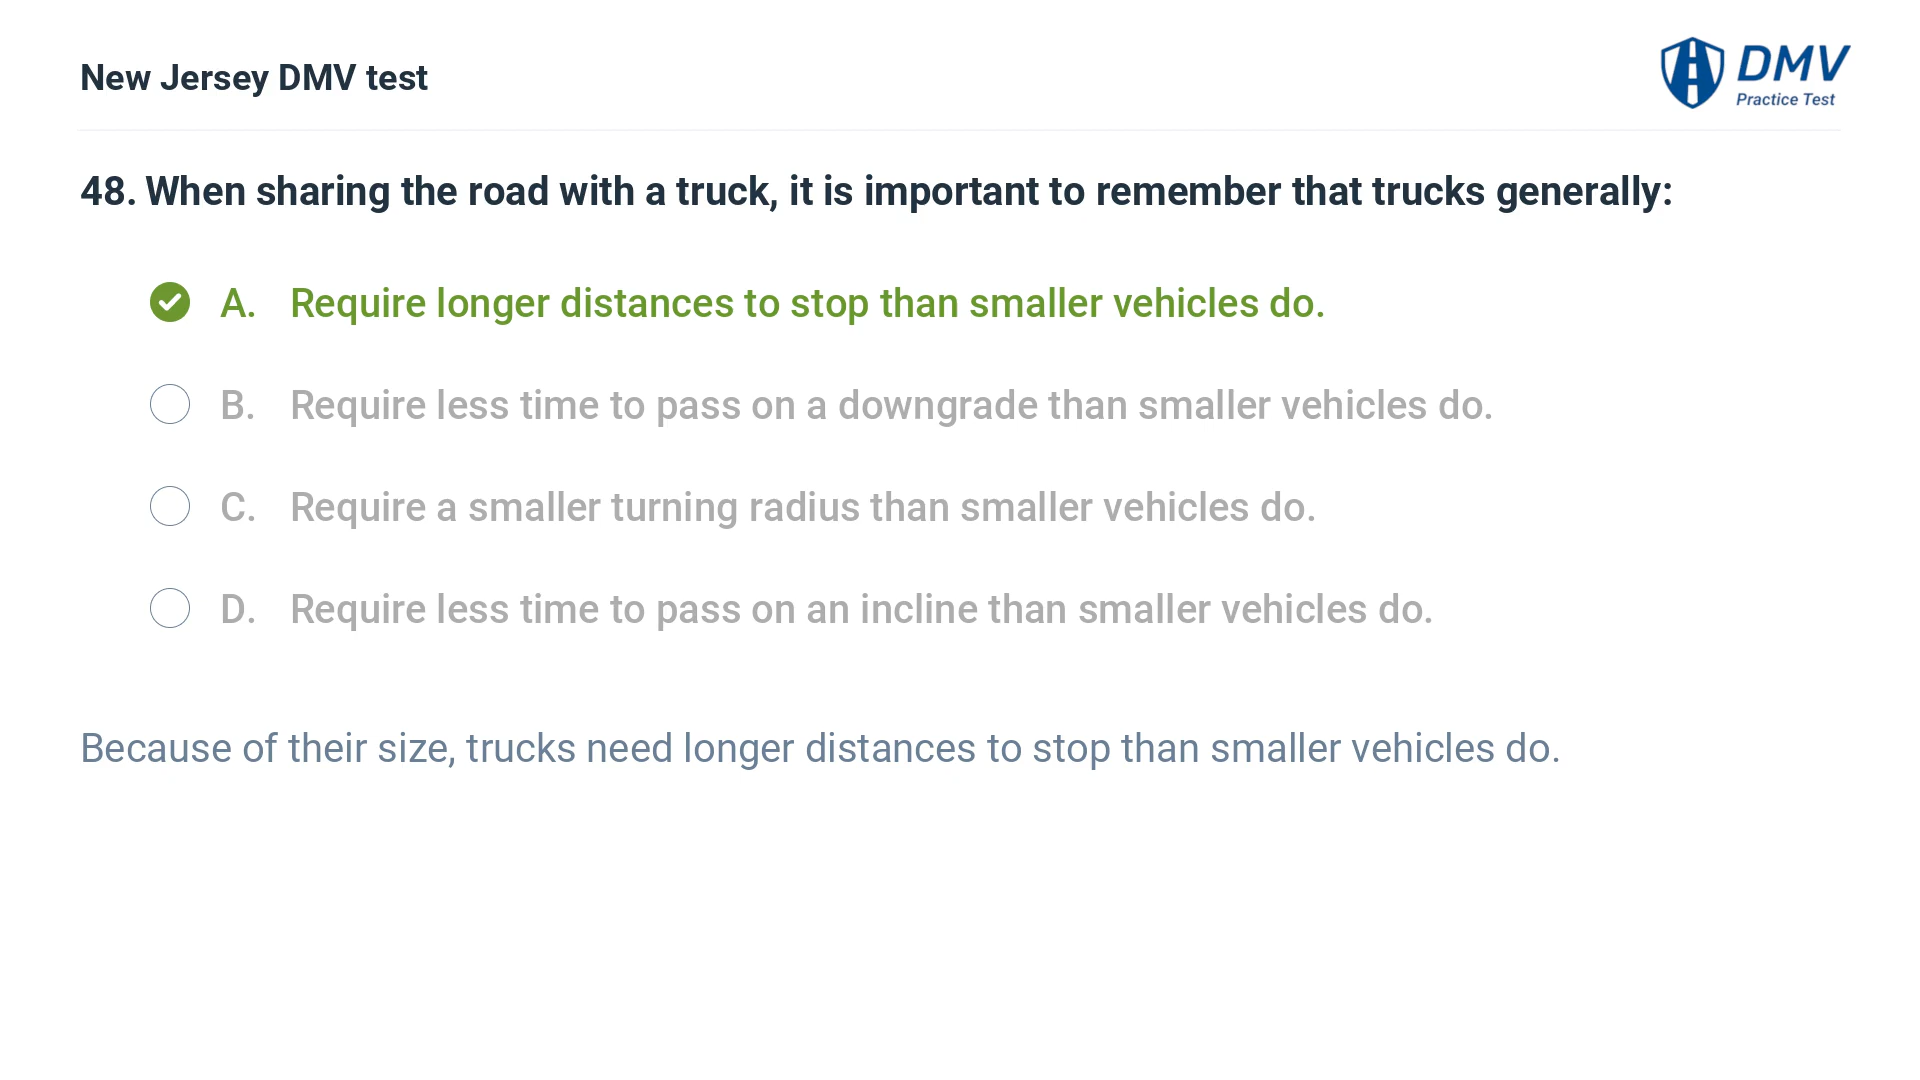 New Jersey DMV test
DMV
Practice Test
48. When sharing the road with a truck, it is important to remember that trucks generally:
A. Require longer distances to stop than smaller vehicles do.
B. Require less time to pass on a downgrade than smaller vehicles do.
C. Require a smaller turning radius than smaller vehicles do.
D. Require less time to pass on an incline than smaller vehicles do.
Because of their size, trucks need longer distances to stop than smaller vehicles do.